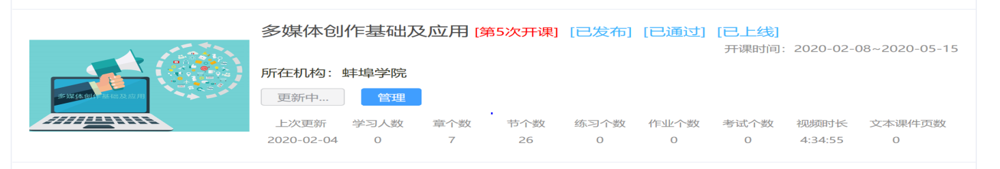 多媒体创作基础及应用 [第5次开课] [已发布] [已通过] [已上线]
开课时间：2020-02-08~2020-05-15
多媒体创作基础及应用
所在机构：蚌埠学院
更新中... 管理
上次更新 学习人数 章个数 节个数 练习个数 作业个数 考试个数 视频时长 文本课件页数
2020-02-04 0 7 26 0 0 0 4:34:55 0